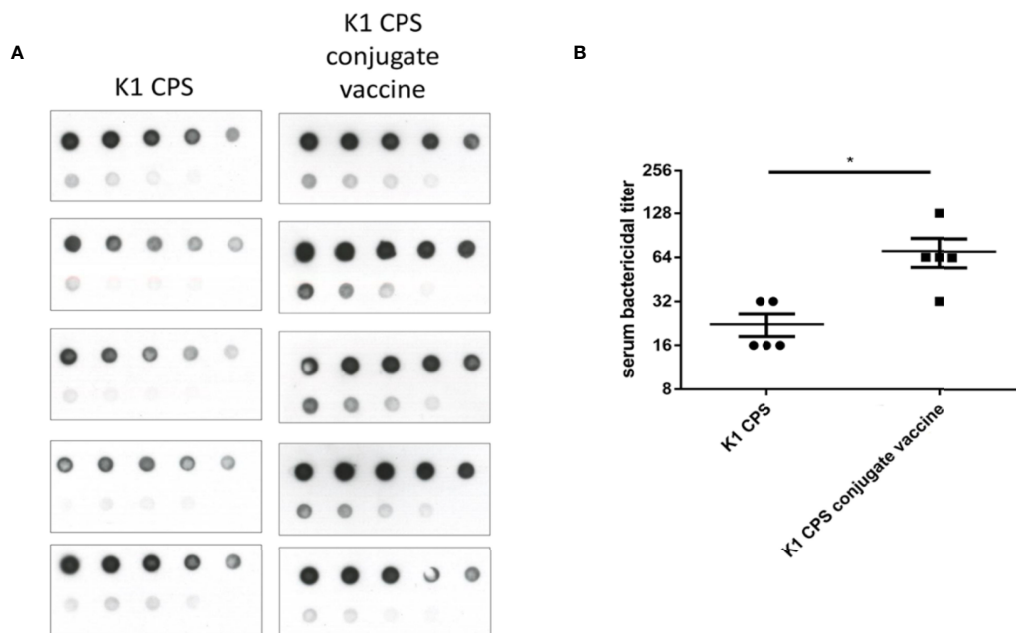 A
K1 CPS
K1 CPS
conjugate
vaccine
B
*
256
128
64
32
16
8
serum bactericidal titer
K1 CPS
K1 CPS conjugate vaccine